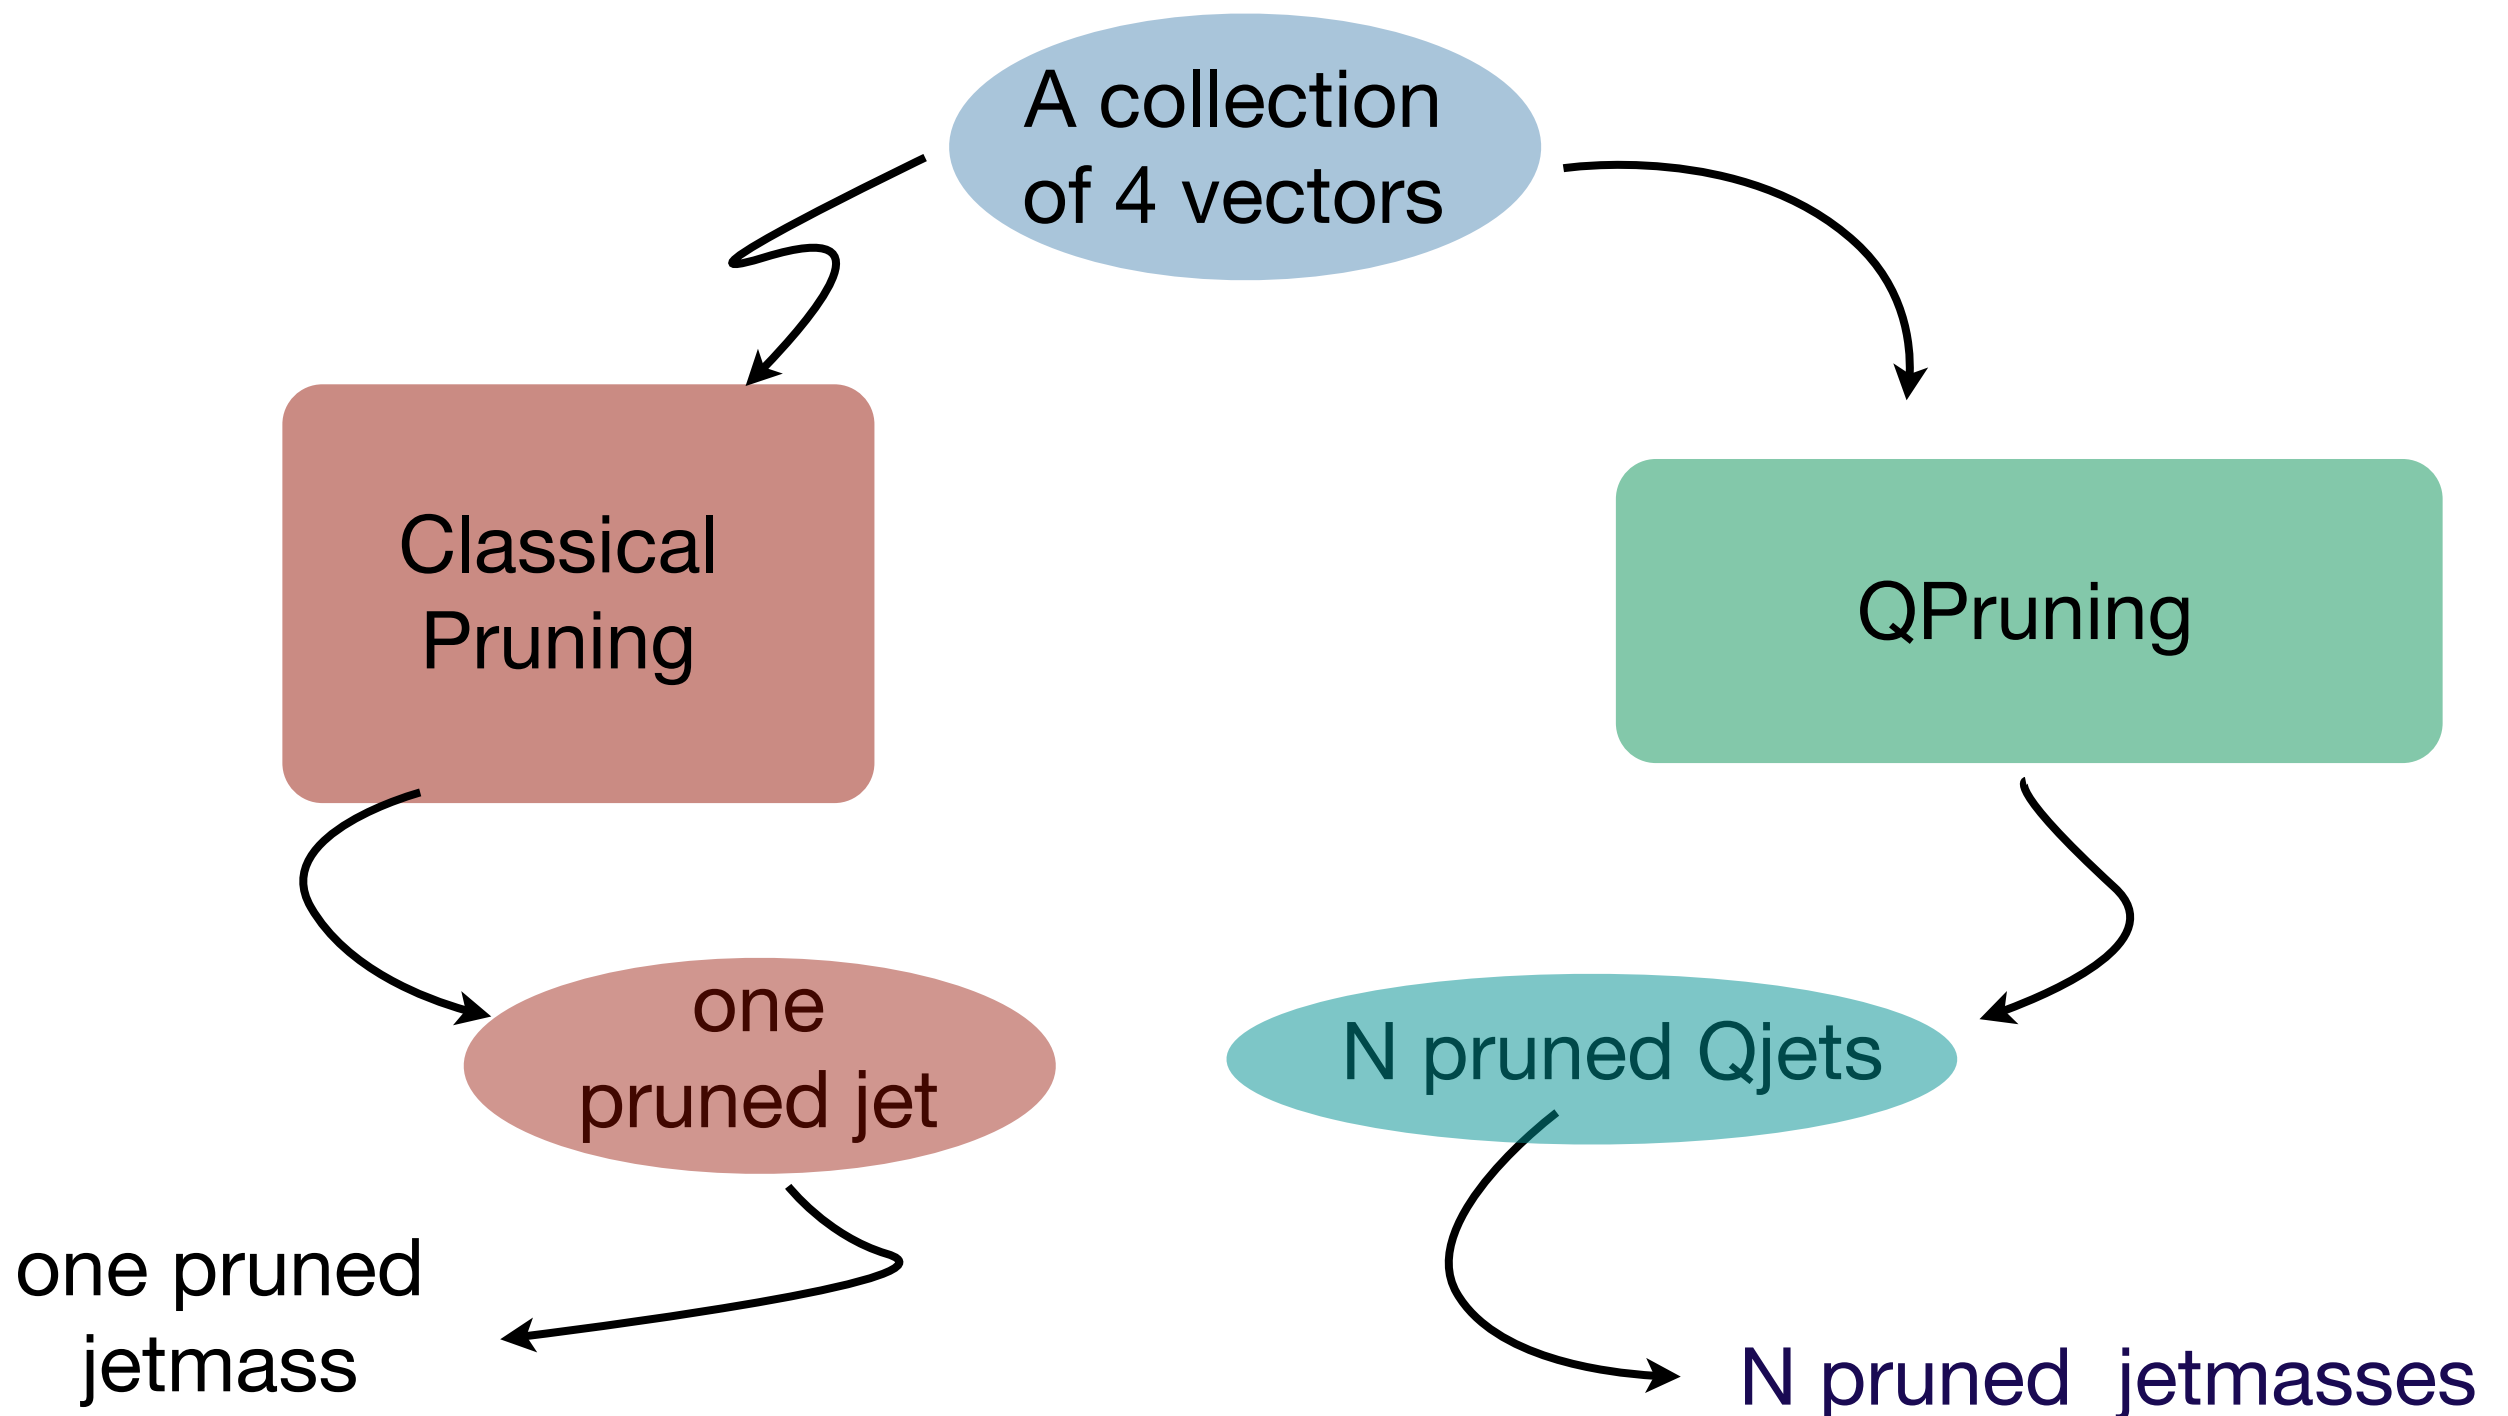 A collection
of 4 vectors
Classical
Pruning
QPruning
one
pruned jet
N pruned Qjets
one pruned
jetmass
N pruned jetmasses